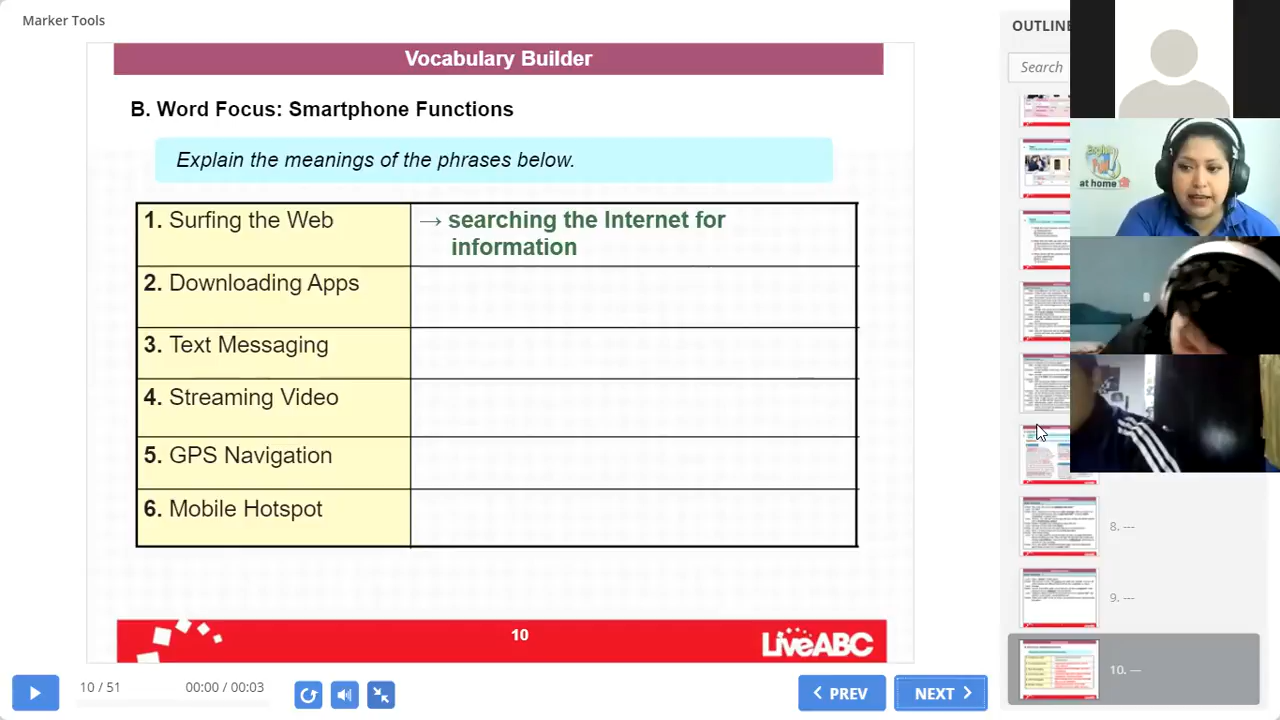 Marker Tools
OUTLINE
Vocabulary Builder
Search
B. Word Focus: Smartphone Functions
Explain the meanings of the phrases below.
1. Surfing the Web
→ searching the Internet for
information
2. Downloading Apps
3. Text Messaging
4. Streaming Video
5. GPS Navigation
6. Mobile Hotspot
at home
8. —
9. —
10. —
10
LiveABC
10 / 51
00:03 / 00:03
PREV
NEXT